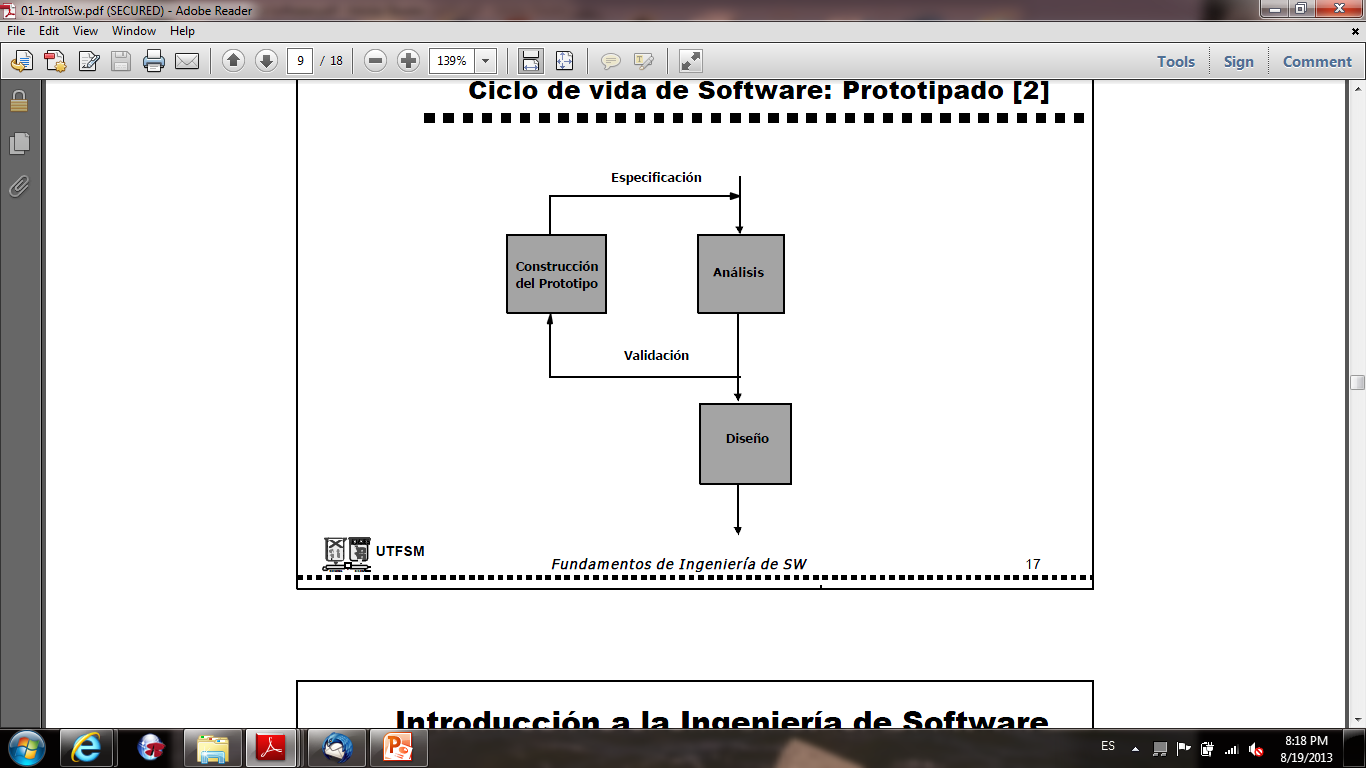 01-IntroISw.pdf (SECURED) - Adobe Reader
File Edit View Window Help
9 / 18 139% Tools Sign Comment
Ciclo de vida de Software: Prototipado [2]
Especificación
Construcción
del Prototipo
Análisis
Validación
Diseño
UTFSM
Fundamentos de Ingeniería de SW
17
Introducción a la Ingeniería de Software
ES
8:18 PM
8/19/2013